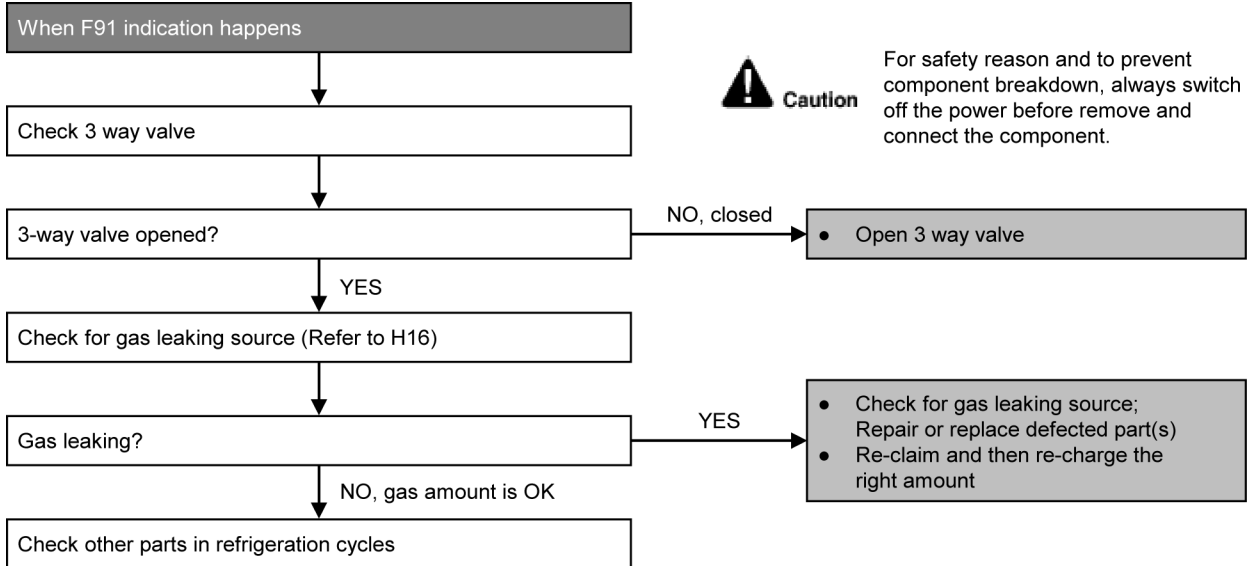 When F91 indication happens
For safety reason and to prevent
component breakdown, always switch
off the power before remove and
connect the component.
Caution
Check 3 way valve
3-way valve opened?
NO, closed
● Open 3 way valve
YES
Check for gas leaking source (Refer to H16)
Gas leaking?
YES
● Check for gas leaking source;
Repair or replace defected part(s)
● Re-claim and then re-charge the
right amount
NO, gas amount is OK
Check other parts in refrigeration cycles